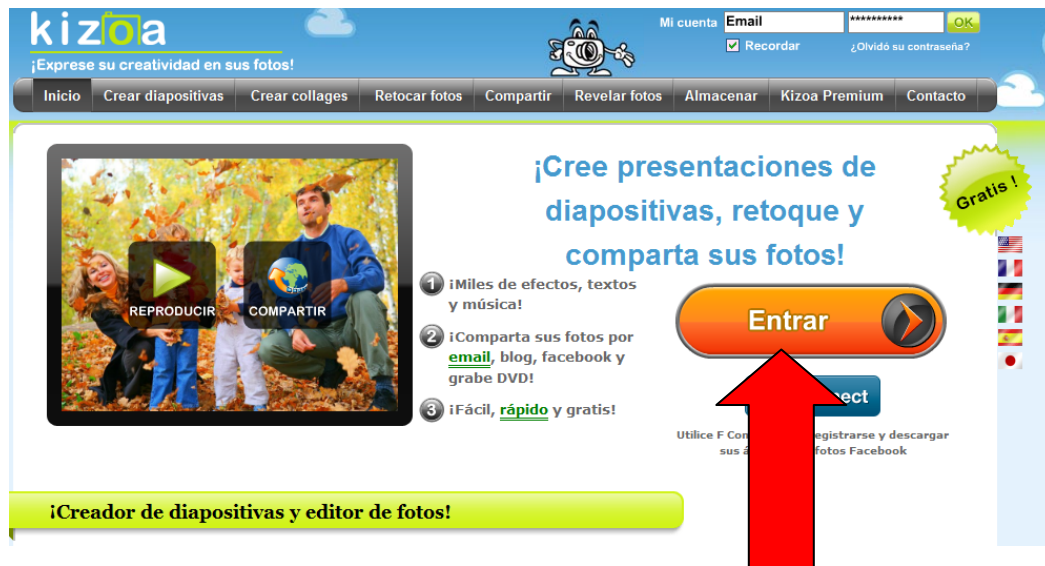 kizoa
¡Exprese su creatividad en sus fotos!
Mi cuenta Email ********** OK
Recordar ¿Olvidó su contraseña?
Inicio Crear diapositivas Crear collages Retocar fotos Compartir Revelar fotos Almacenar Kizoa Premium Contacto
REPRODUCIR COMPARTIR
¡Cree presentaciones de
diapositivas, retoque y
comparta sus fotos!
Gratis !
1 ¡Miles de efectos, textos
y música!
2 ¡Comparta sus fotos por
email, blog, facebook y
grabe DVD!
3 ¡Fácil, rápido y gratis!
Entrar
Utilice F
y descargar
sus
fotos Facebook
¡Creador de diapositivas y editor de fotos!